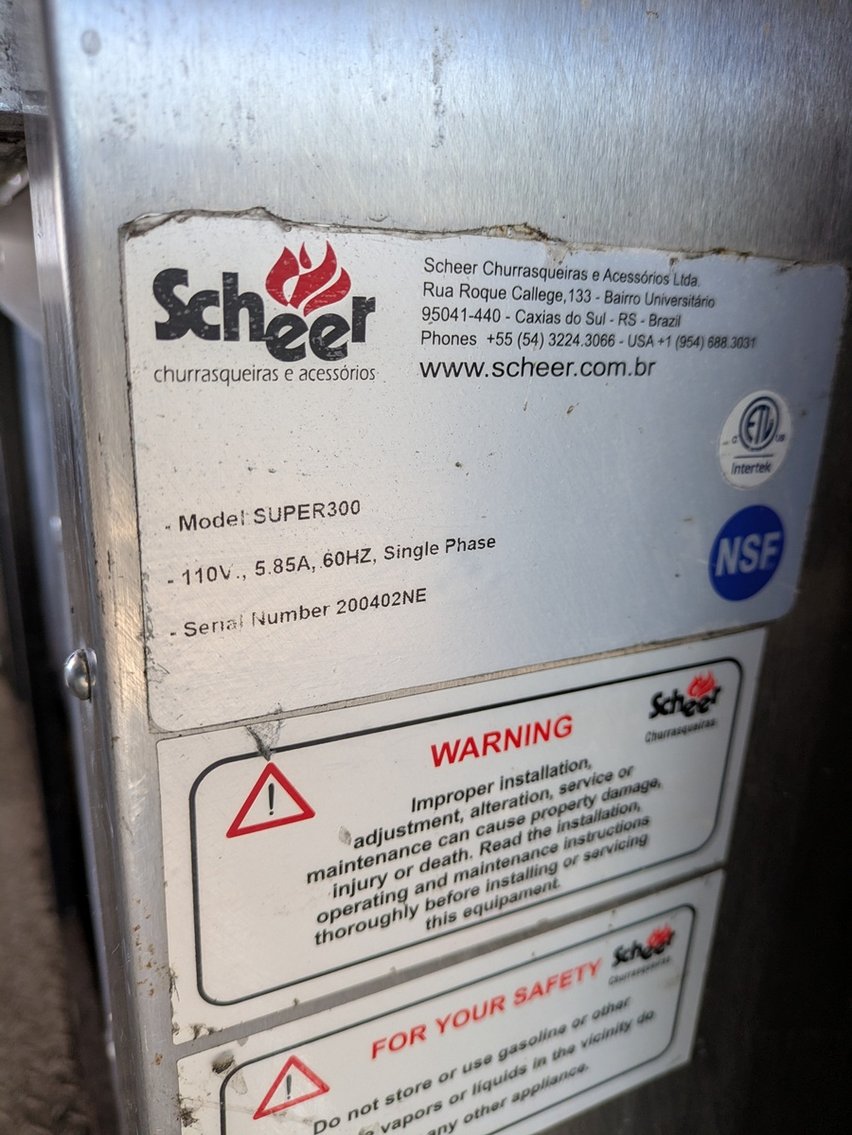 Scheer
churrasqueiras e acessórios
Scheer Churrasqueiras e Acessórios Ltda.
Rua Roque Callege,133 - Bairro Universitário
95041-440 - Caxias do Sul - RS - Brazil
Phones +55 (54) 3224.3066 - USA +1 (954) 688.3031
www.scheer.com.br
C ETL US
Intertek
NSF
- Model SUPER300
- 110V., 5.85A, 60HZ, Single Phase
- Serial Number 200402NE
Scheer
Churrasqueiras
WARNING
!
Improper installation,
adjustment, alteration, service or
maintenance can cause property damage,
injury or death. Read the installation,
operating and maintenance instructions
thoroughly before installing or servicing
this equipament.
Scheer
Churrasqueiras
FOR YOUR SAFETY
!
Do not store or use gasoline or other
vapors or liquids in the vicinity do
any other appliance.